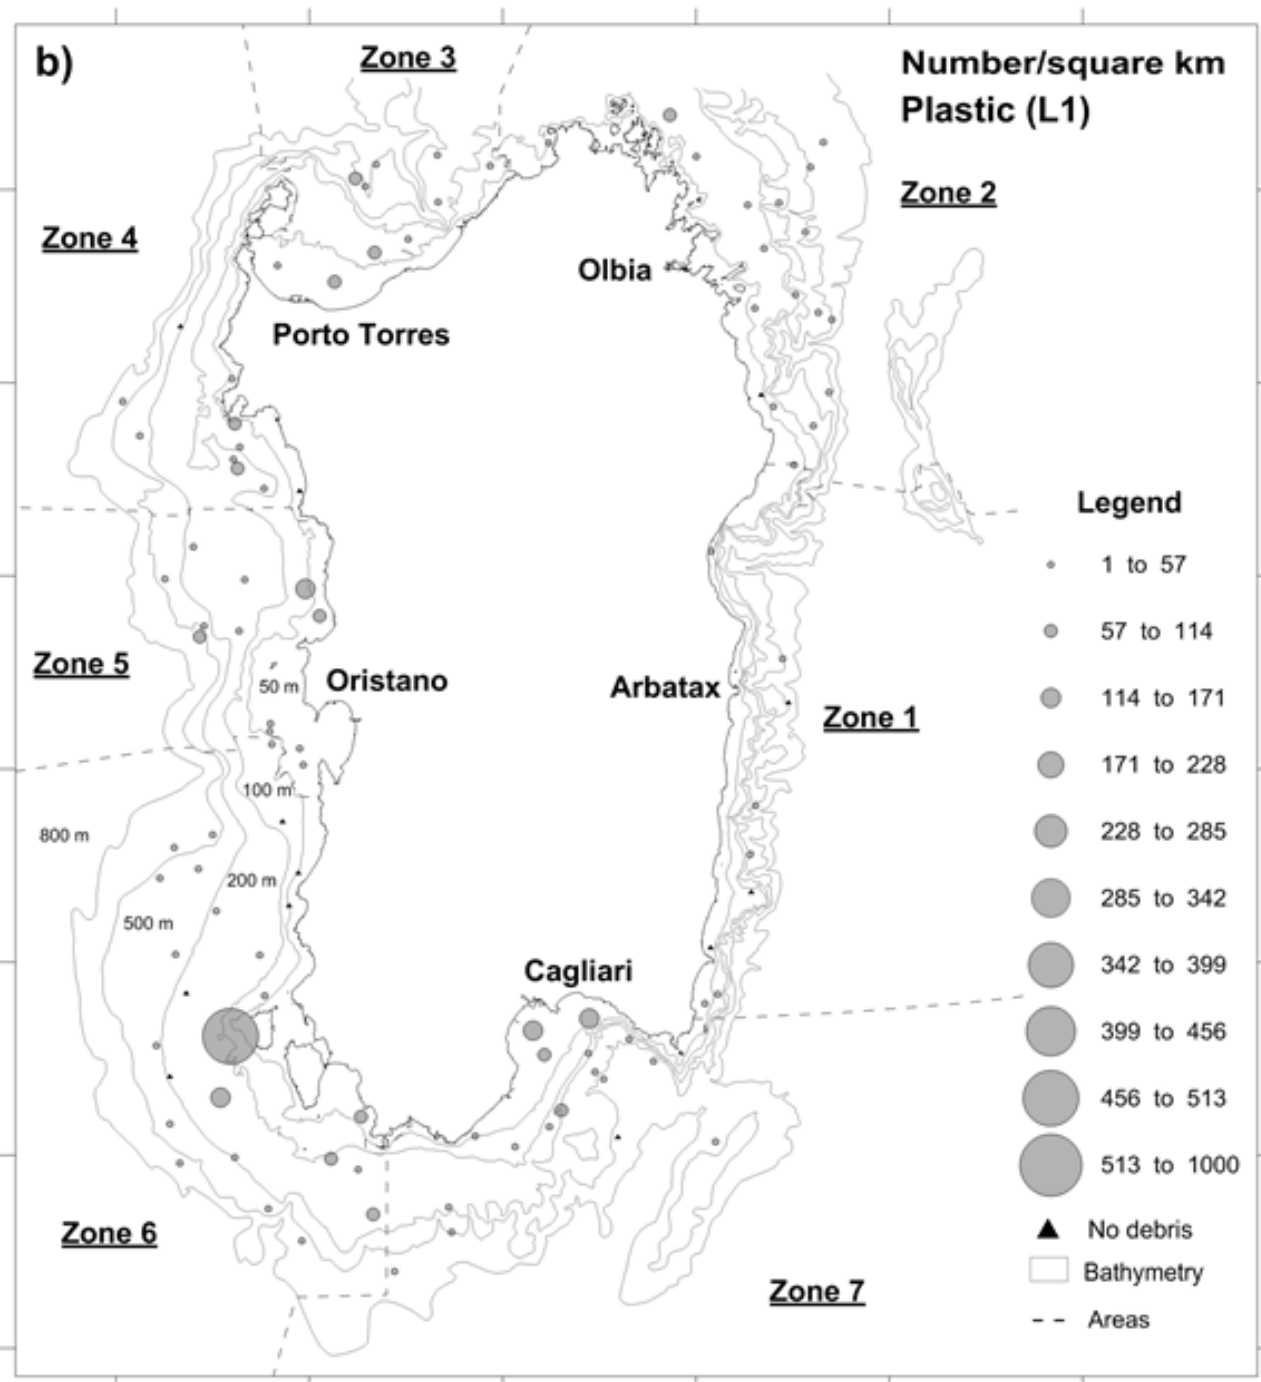 b)
Zone 3
Number/square km
Plastic (L1)
Zone 2
Zone 4
Olbia
Porto Torres
Legend
1 to 57
57 to 114
Zone 5
50 m
Oristano
Arbatax
114 to 171
Zone 1
171 to 228
100 m
800 m
228 to 285
200 m
285 to 342
500 m
Cagliari
342 to 399
399 to 456
456 to 513
513 to 1000
Zone 6
No debris
Bathymetry
Zone 7
Areas